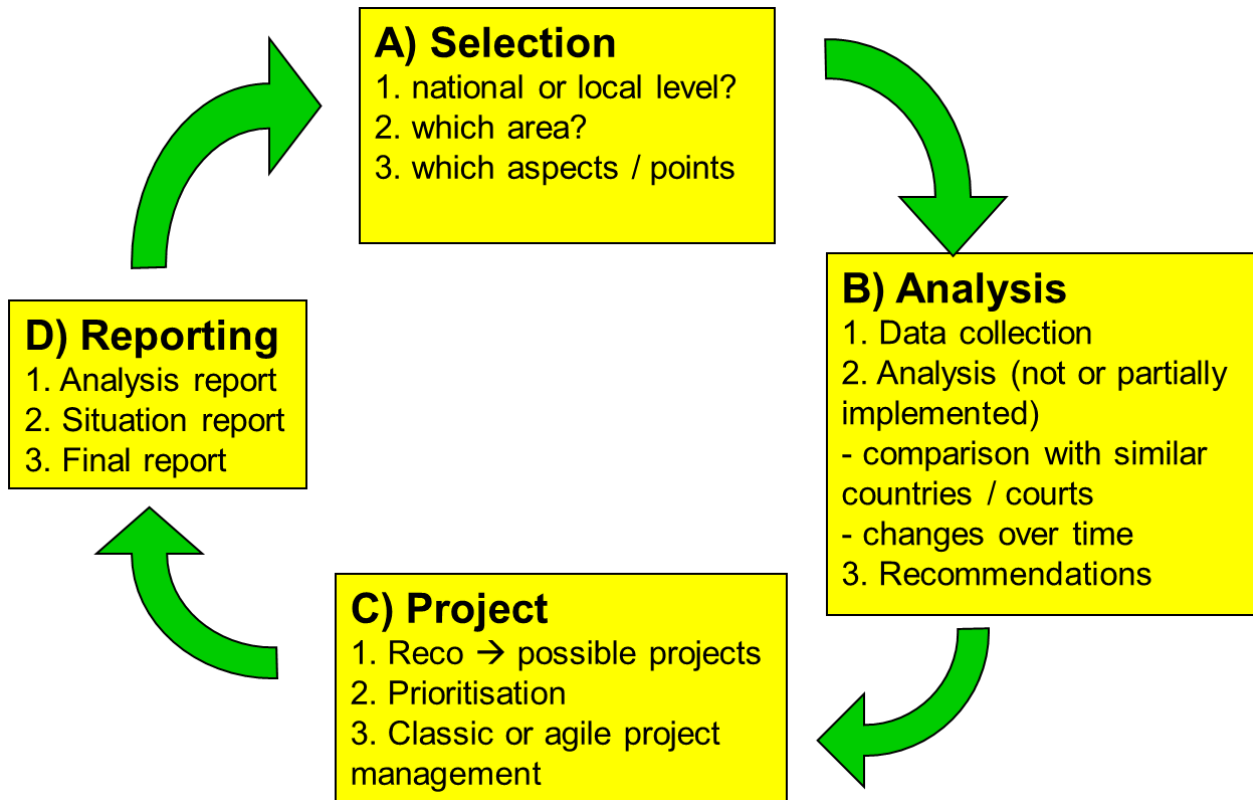 A) Selection
1. national or local level?
2. which area?
3. which aspects / points
B) Analysis
1. Data collection
2. Analysis (not or partially
implemented)
- comparison with similar
countries / courts
- changes over time
3. Recommendations
C) Project
1. Reco → possible projects
2. Prioritisation
3. Classic or agile project
management
D) Reporting
1. Analysis report
2. Situation report
3. Final report